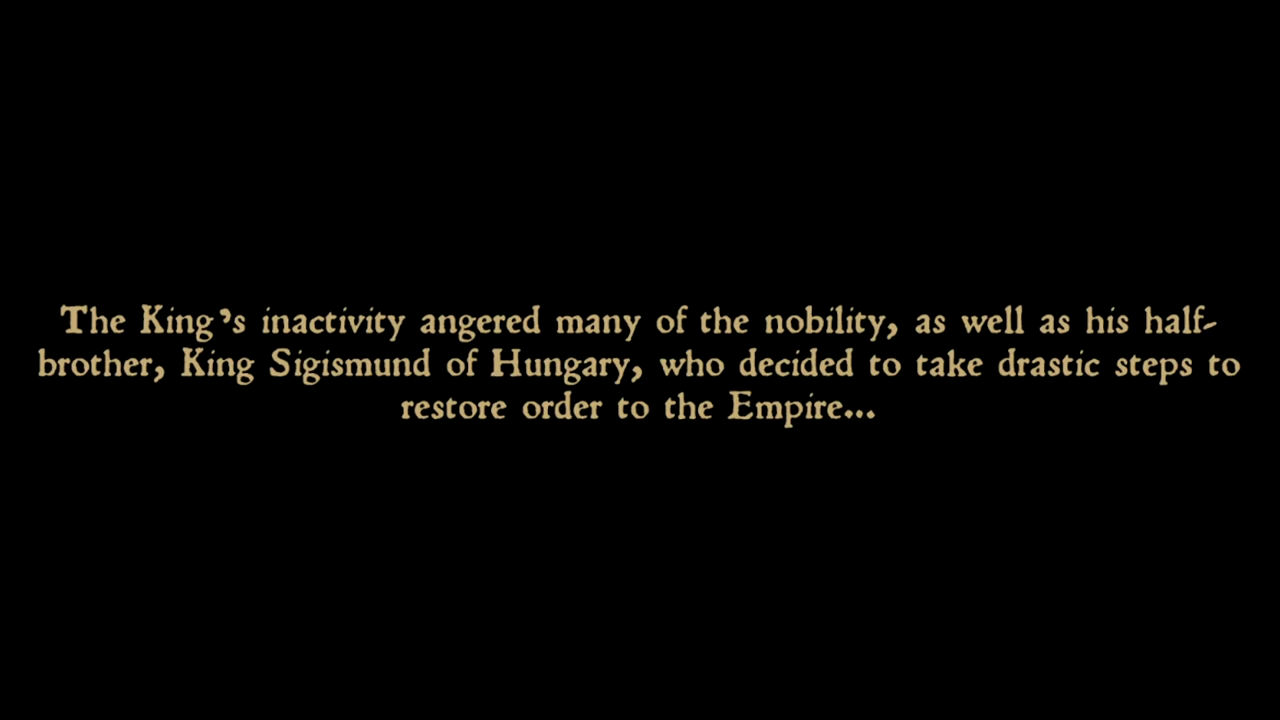 The King's inactivity angered many of the nobility, as well as his half-
brother, King Sigismund of Hungary, who decided to take drastic steps to
restore order to the Empire...